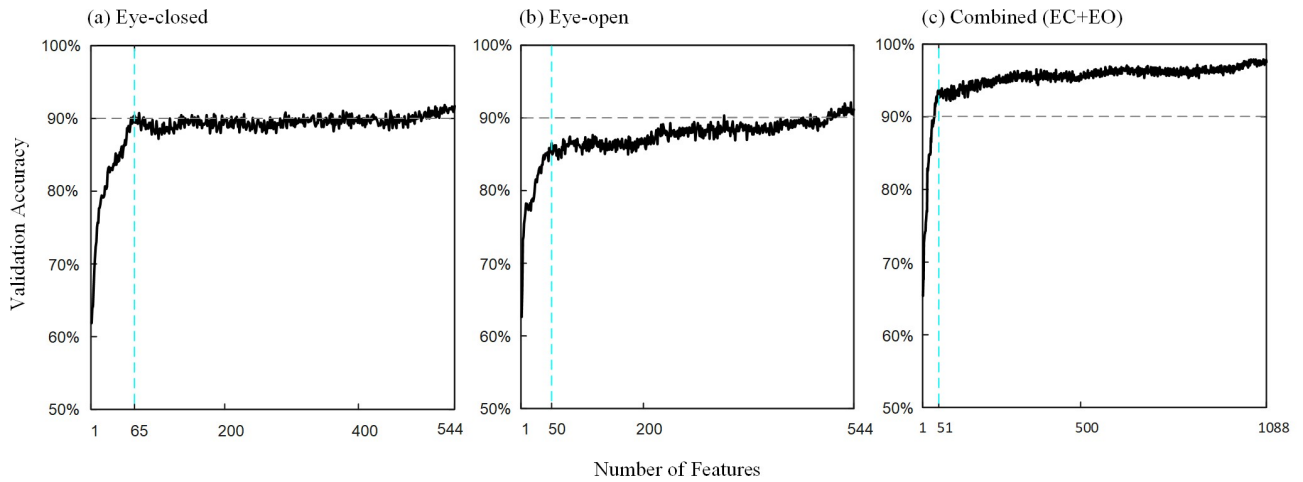 (a) Eye-closed
(b) Eye-open
(c) Combined (EC+EO)
Validation Accuracy
100%
90%
80%
70%
60%
50%
1 65 200 400 544
100%
90%
80%
70%
60%
50%
1 50 200 544
100%
90%
80%
70%
60%
50%
1 51 500 1088
Number of Features